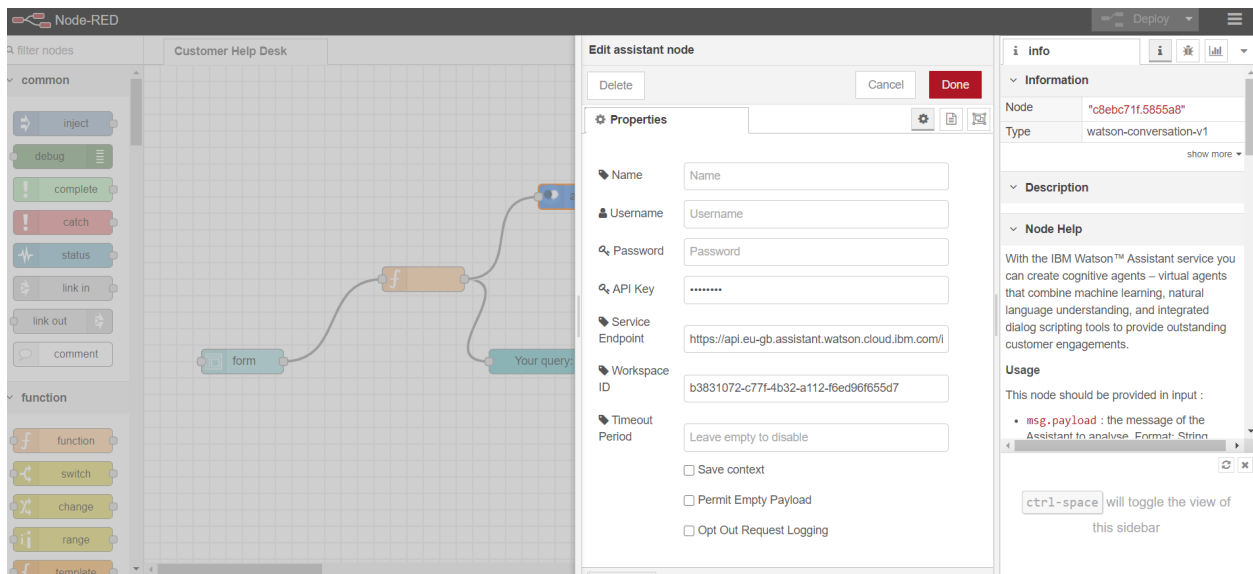 Node-RED
Deploy
filter nodes
common
inject
debug
complete
catch
status
link in
link out
comment
function
function
switch
change
range
template
Customer Help Desk
form
Your query:
Edit assistant node
Delete
Cancel
Done
Properties
Name
Name
Username
Username
Password
Password
API Key
••••••••
Service
Endpoint
https://api.eu-gb.assistant.watson.cloud.ibm.com/i
Workspace
ID
b3831072-c77f-4b32-a112-f6ed96f655d7
Timeout
Period
Leave empty to disable
Save context
Permit Empty Payload
Opt Out Request Logging
i info
i
Information
Node "c8ebc71f.5855a8"
Type watson-conversation-v1
show more
Description
Node Help
With the IBM Watson™ Assistant service you
can create cognitive agents – virtual agents
that combine machine learning, natural
language understanding, and integrated
dialog scripting tools to provide outstanding
customer engagements.
Usage
This node should be provided in input :
• msg.payload : the message of the
Assistant to analyse. Format: String
ctrl-space will toggle the view of
this sidebar